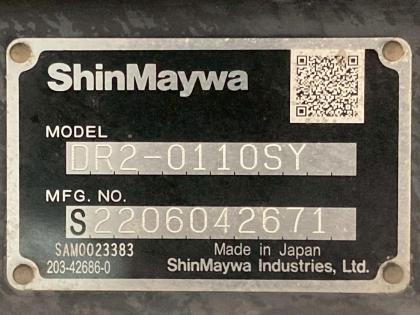 ShinMaywa
MODEL
DR2-0110SY
MFG. NO.
S2206042671
SAM0023383
Made in Japan
203-42686-0
ShinMaywa Industries, Ltd.